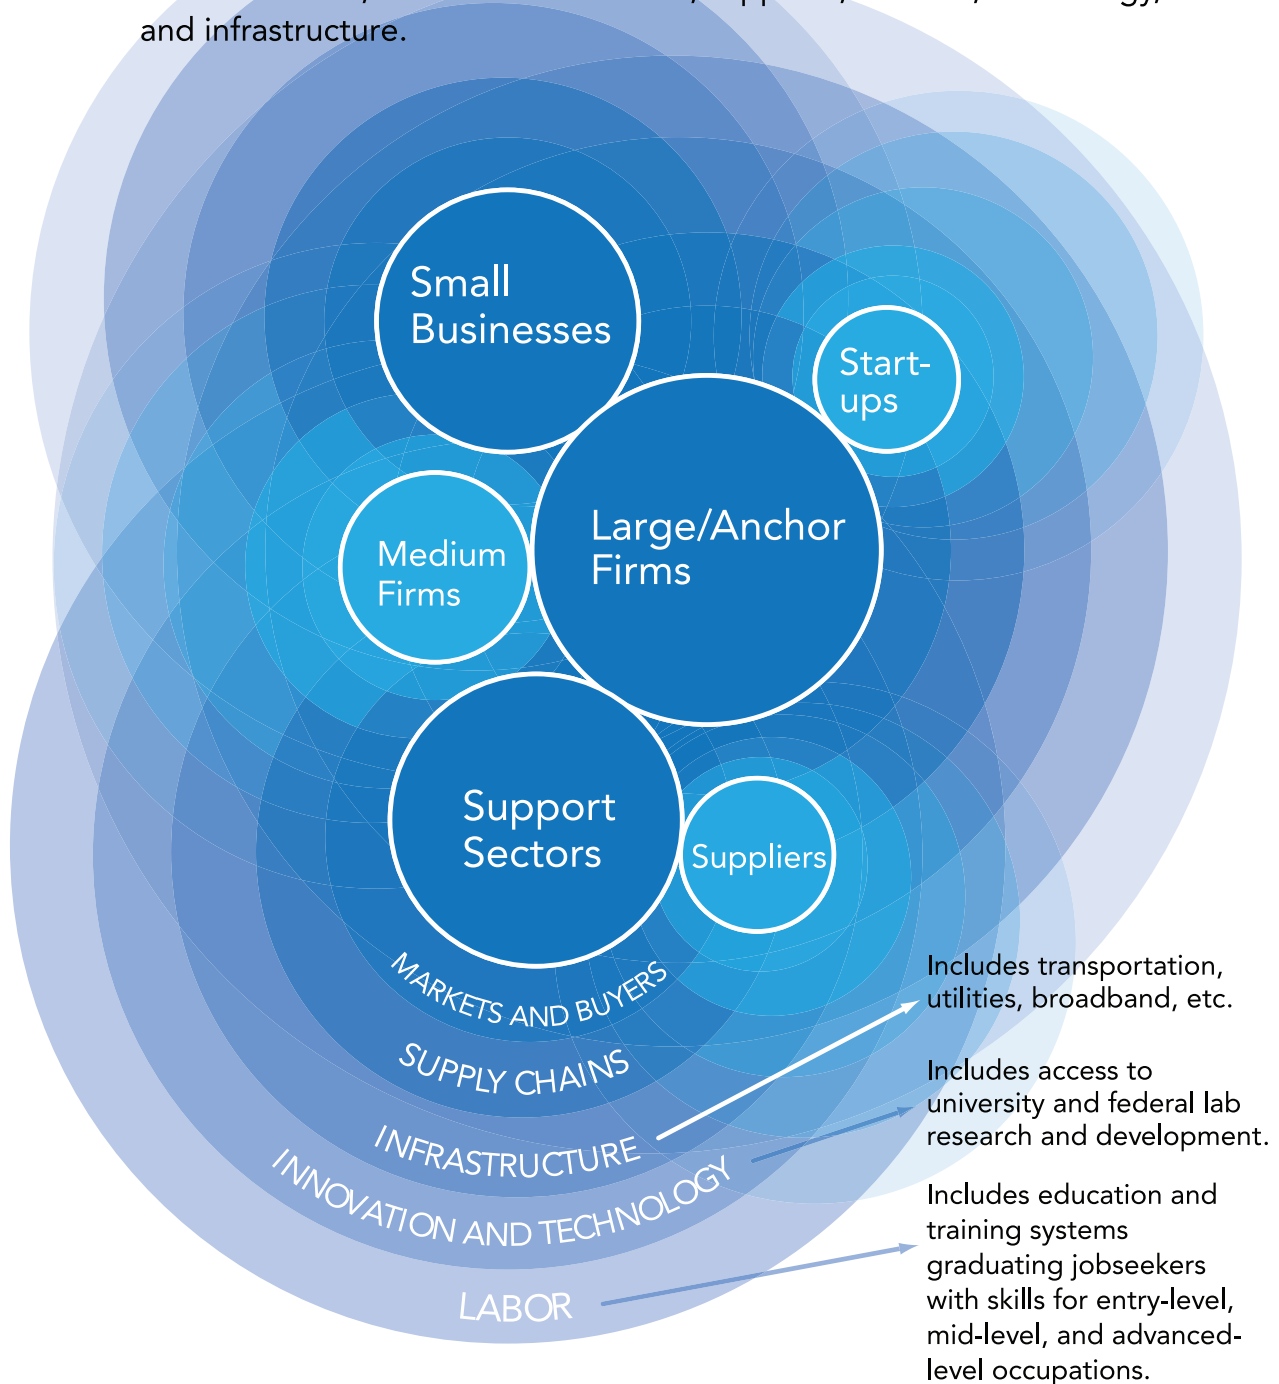 and infrastructure.
Small
Businesses
Start-
ups
Large/Anchor
Firms
Medium
Firms
Support
Sectors
Suppliers
MARKETS AND BUYERS
SUPPLY CHAINS
INFRASTRUCTURE
INNOVATION AND TECHNOLOGY
LABOR
Includes transportation,
utilities, broadband, etc.
Includes access to
university and federal lab
research and development.
Includes education and
training systems
graduating jobseekers
with skills for entry-level,
mid-level, and advanced-
level occupations.